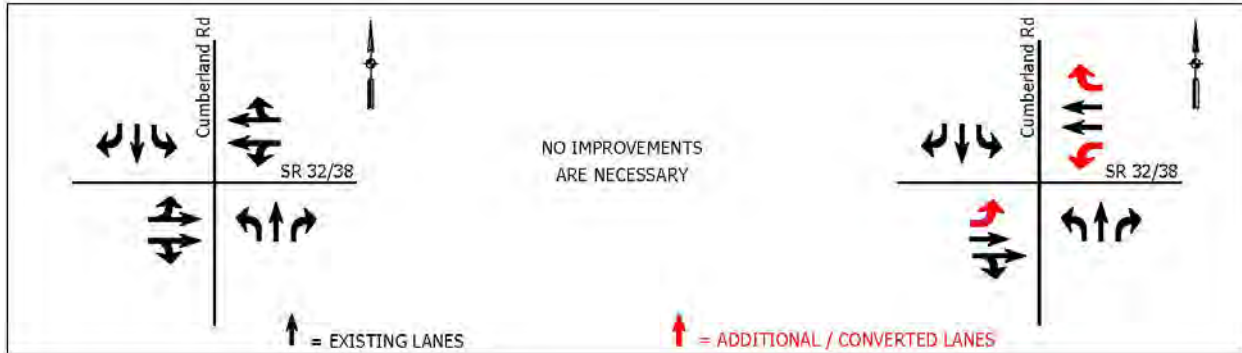 Cumberland Rd
SR 32/38
NO IMPROVEMENTS
ARE NECESSARY
Cumberland Rd
SR 32/38
= EXISTING LANES
= ADDITIONAL / CONVERTED LANES